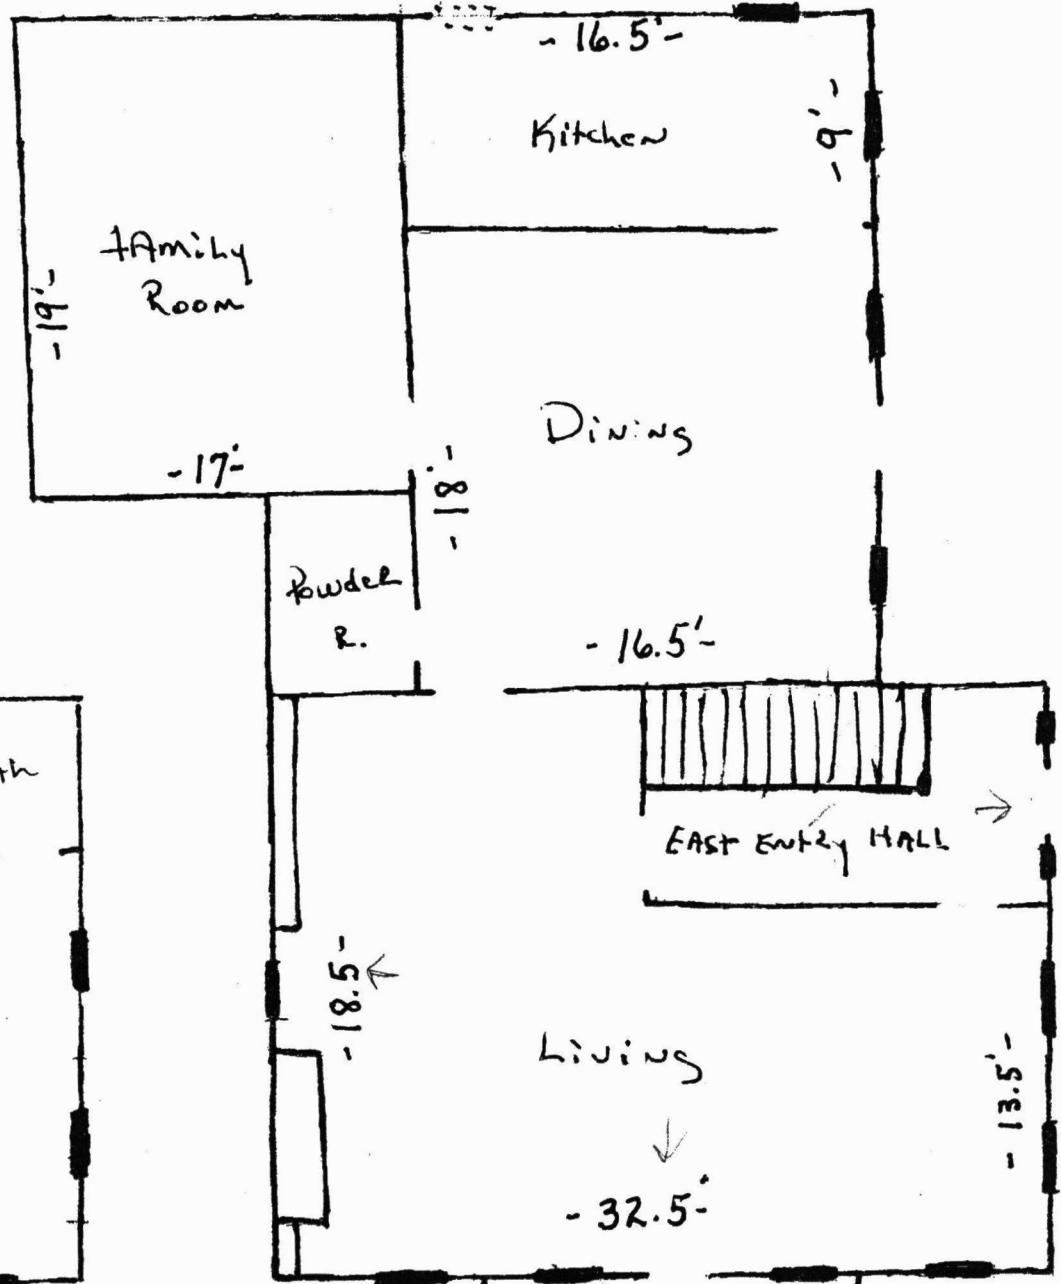 - 16.5' -
Kitchen
- 9' -
Family
Room
- 19' -
Dining
- 17' -
- 18' -
Powder
R.
- 16.5' -
th
East Entry Hall
- 18.5 -
Living
- 13.5' -
- 32.5' -